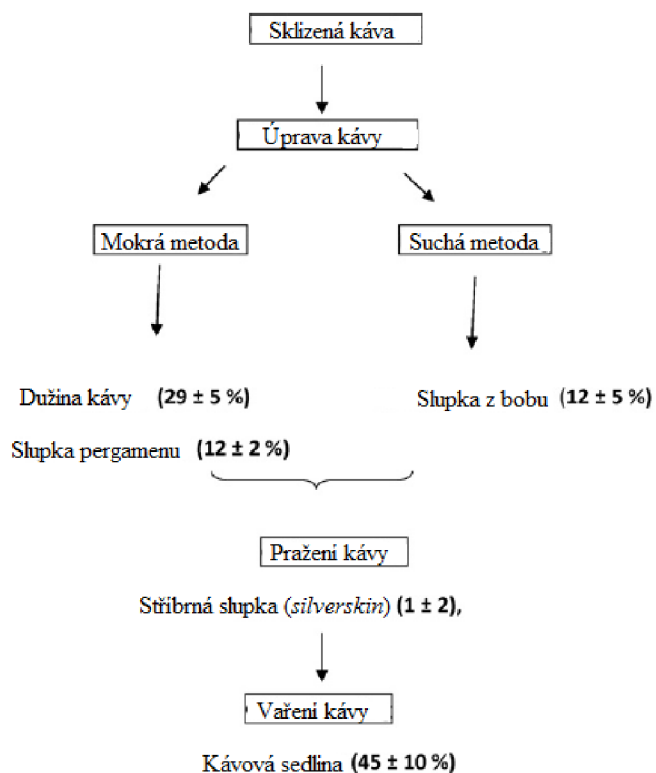 Sklizená káva
Úprava kávy
Mokrá metoda
Suchá metoda
Dužina kávy (29 ± 5 %)
Slupka z bobu (12 ± 5 %)
Slupka pergamenu (12 ± 2 %)
Pražení kávy
Stříbrná slupka (silverskin) (1 ± 2),
Vaření kávy
Kávová sedlina (45 ± 10 %)